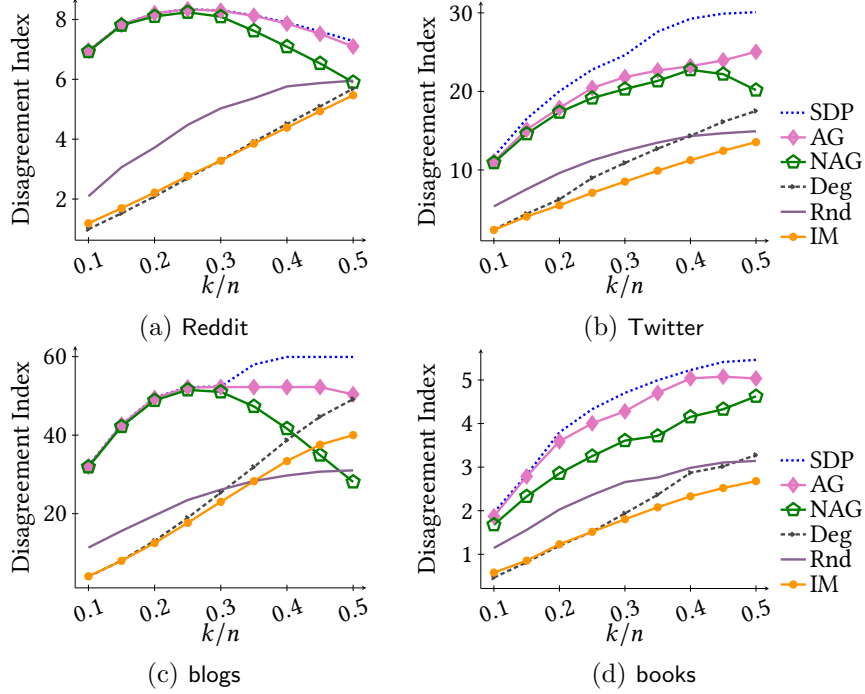 Disagreement Index
8
6
4
2
0.1
0.2
0.3
0.4
0.5
k/n
(a) Reddit
Disagreement Index
30
20
10
0.1
0.2
0.3
0.4
0.5
k/n
(b) Twitter
SDP
AG
NAG
Deg
Rnd
IM
Disagreement Index
60
40
20
0.1
0.2
0.3
0.4
0.5
k/n
(c) blogs
Disagreement Index
5
4
3
2
1
0.1
0.2
0.3
0.4
0.5
k/n
(d) books
SDP
AG
NAG
Deg
Rnd
IM